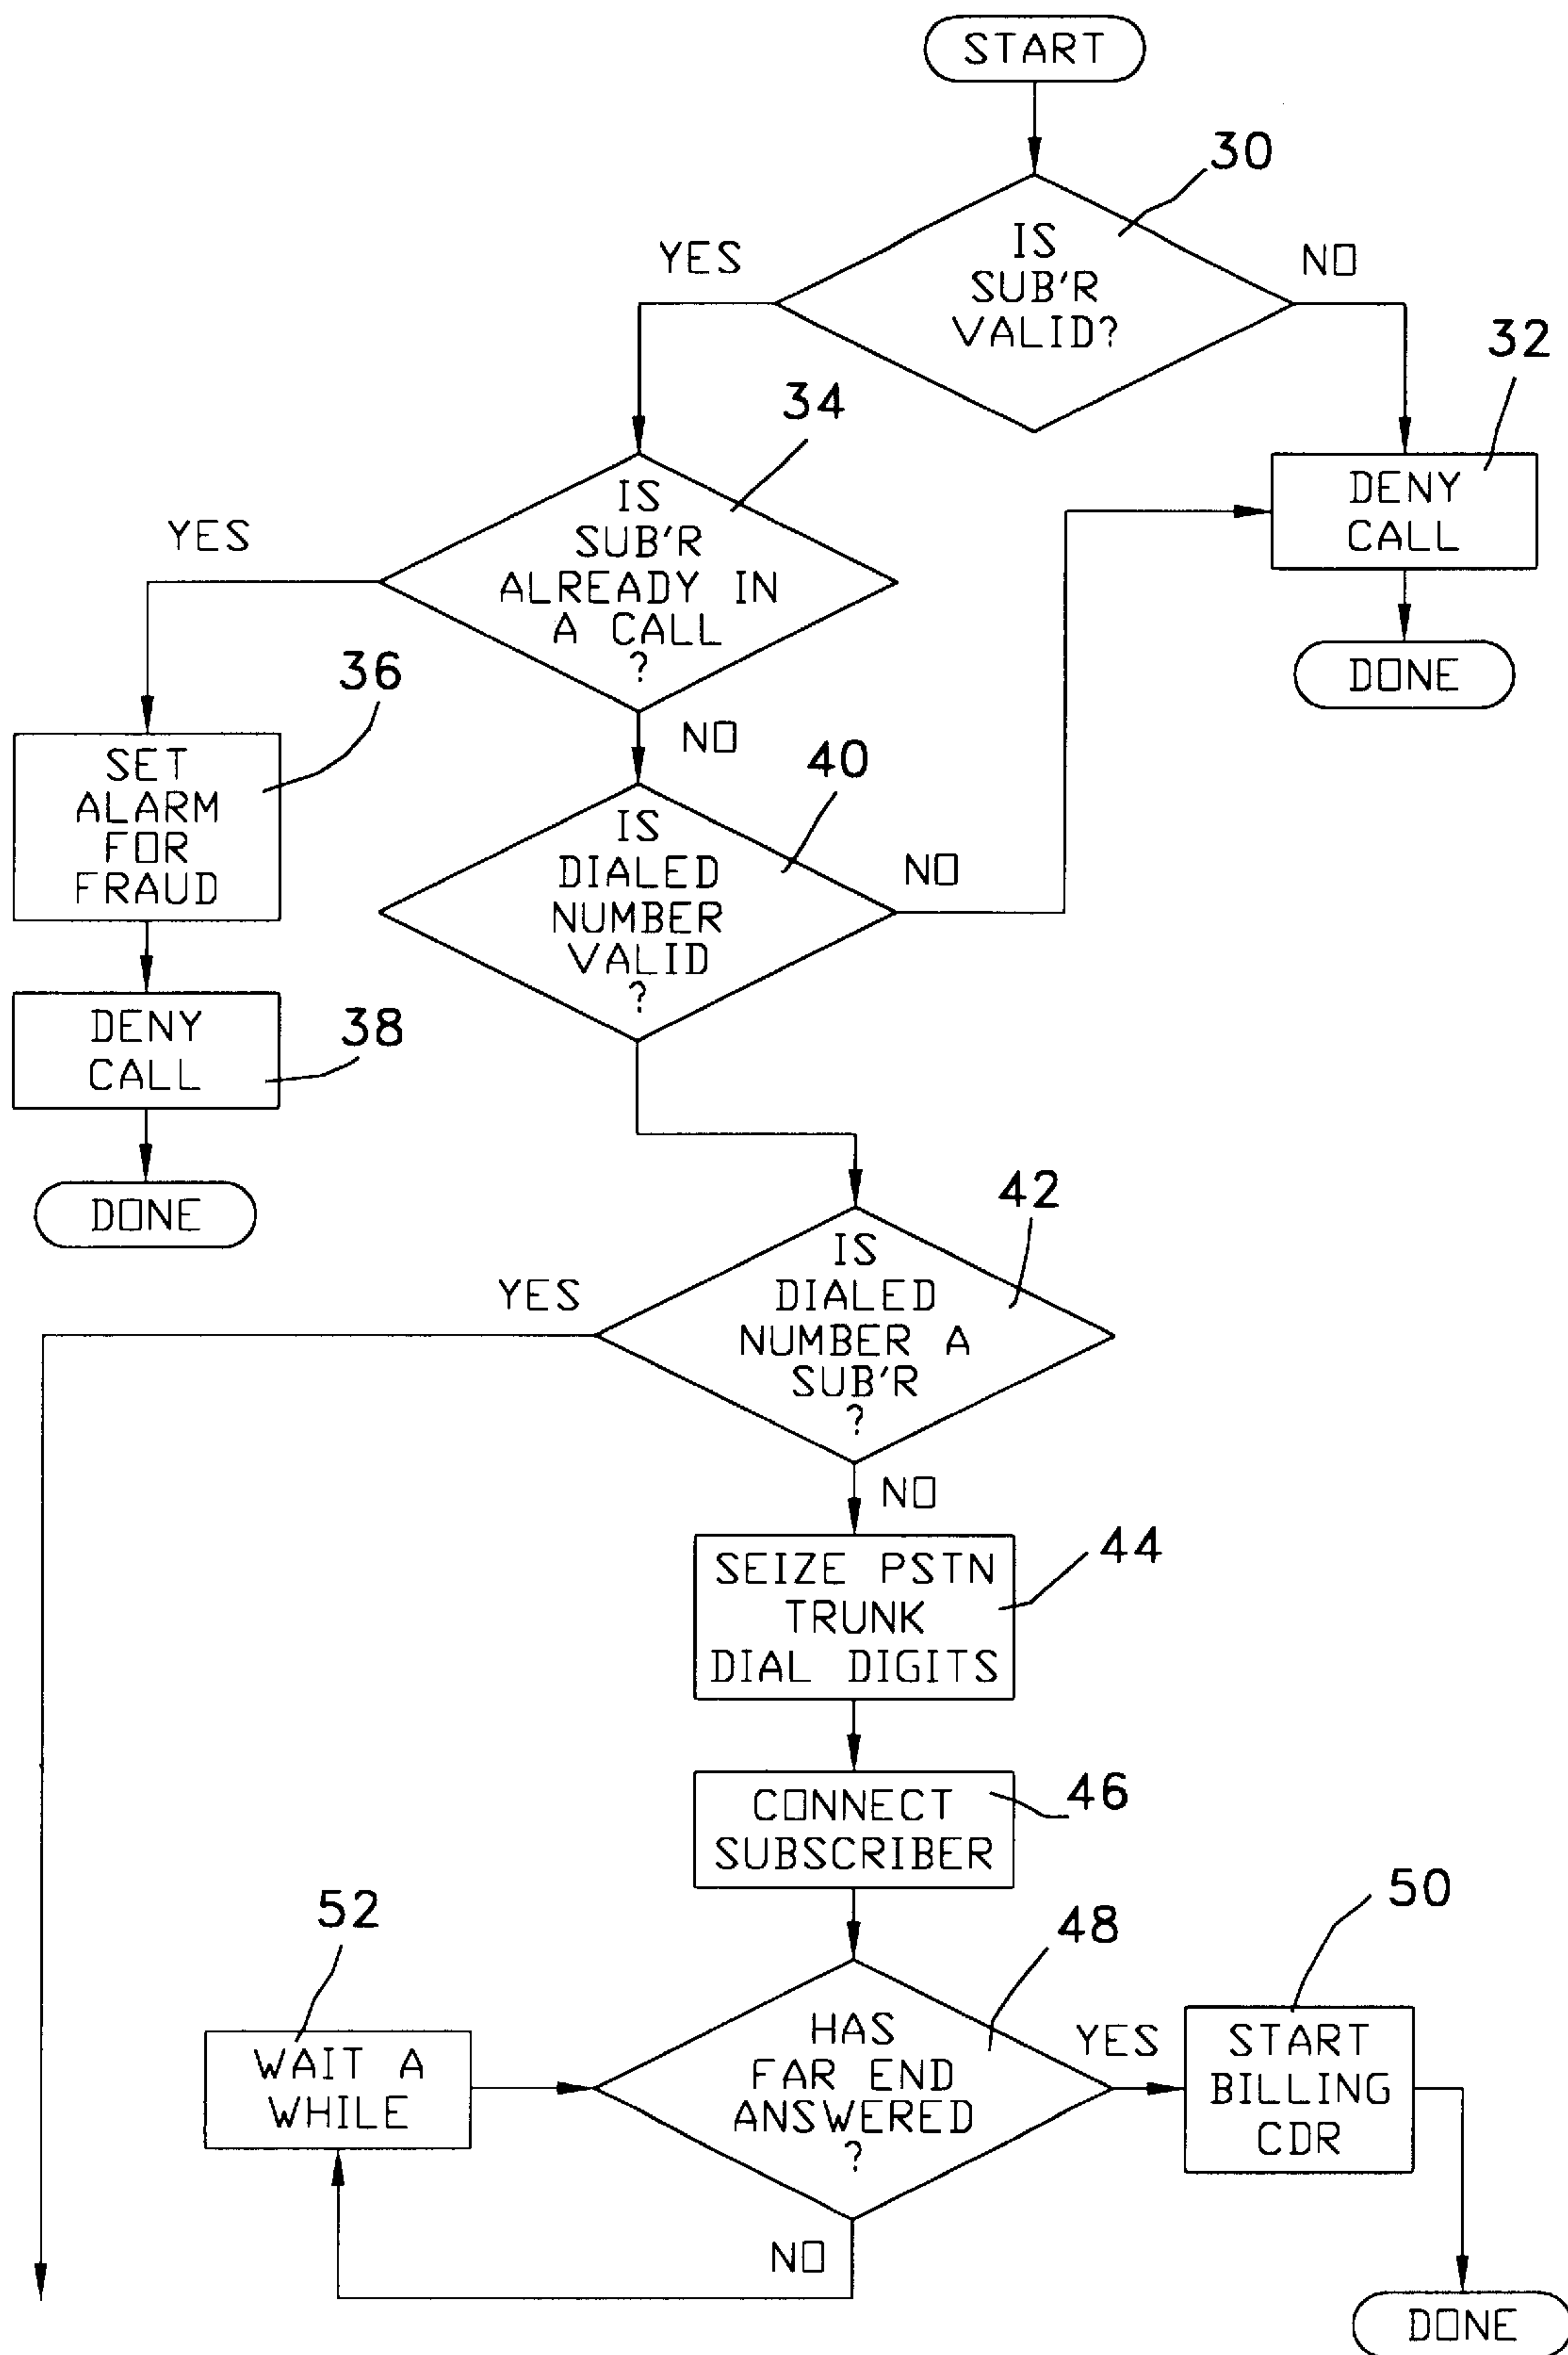 START
30
IS
SUB'R
VALID?
YES
NO
32
DENY
CALL
DONE
34
IS
SUB'R
ALREADY IN
A CALL
?
YES
NO
36
SET
ALARM
FOR
FRAUD
38
DENY
CALL
DONE
40
IS
DIALED
NUMBER
VALID
?
NO
42
IS
DIALED
NUMBER A
SUB'R
?
YES
NO
44
SEIZE PSTN
TRUNK
DIAL DIGITS
46
CONNECT
SUBSCRIBER
48
HAS
FAR END
ANSWERED
?
YES
NO
52
WAIT A
WHILE
50
START
BILLING
CDR
DONE